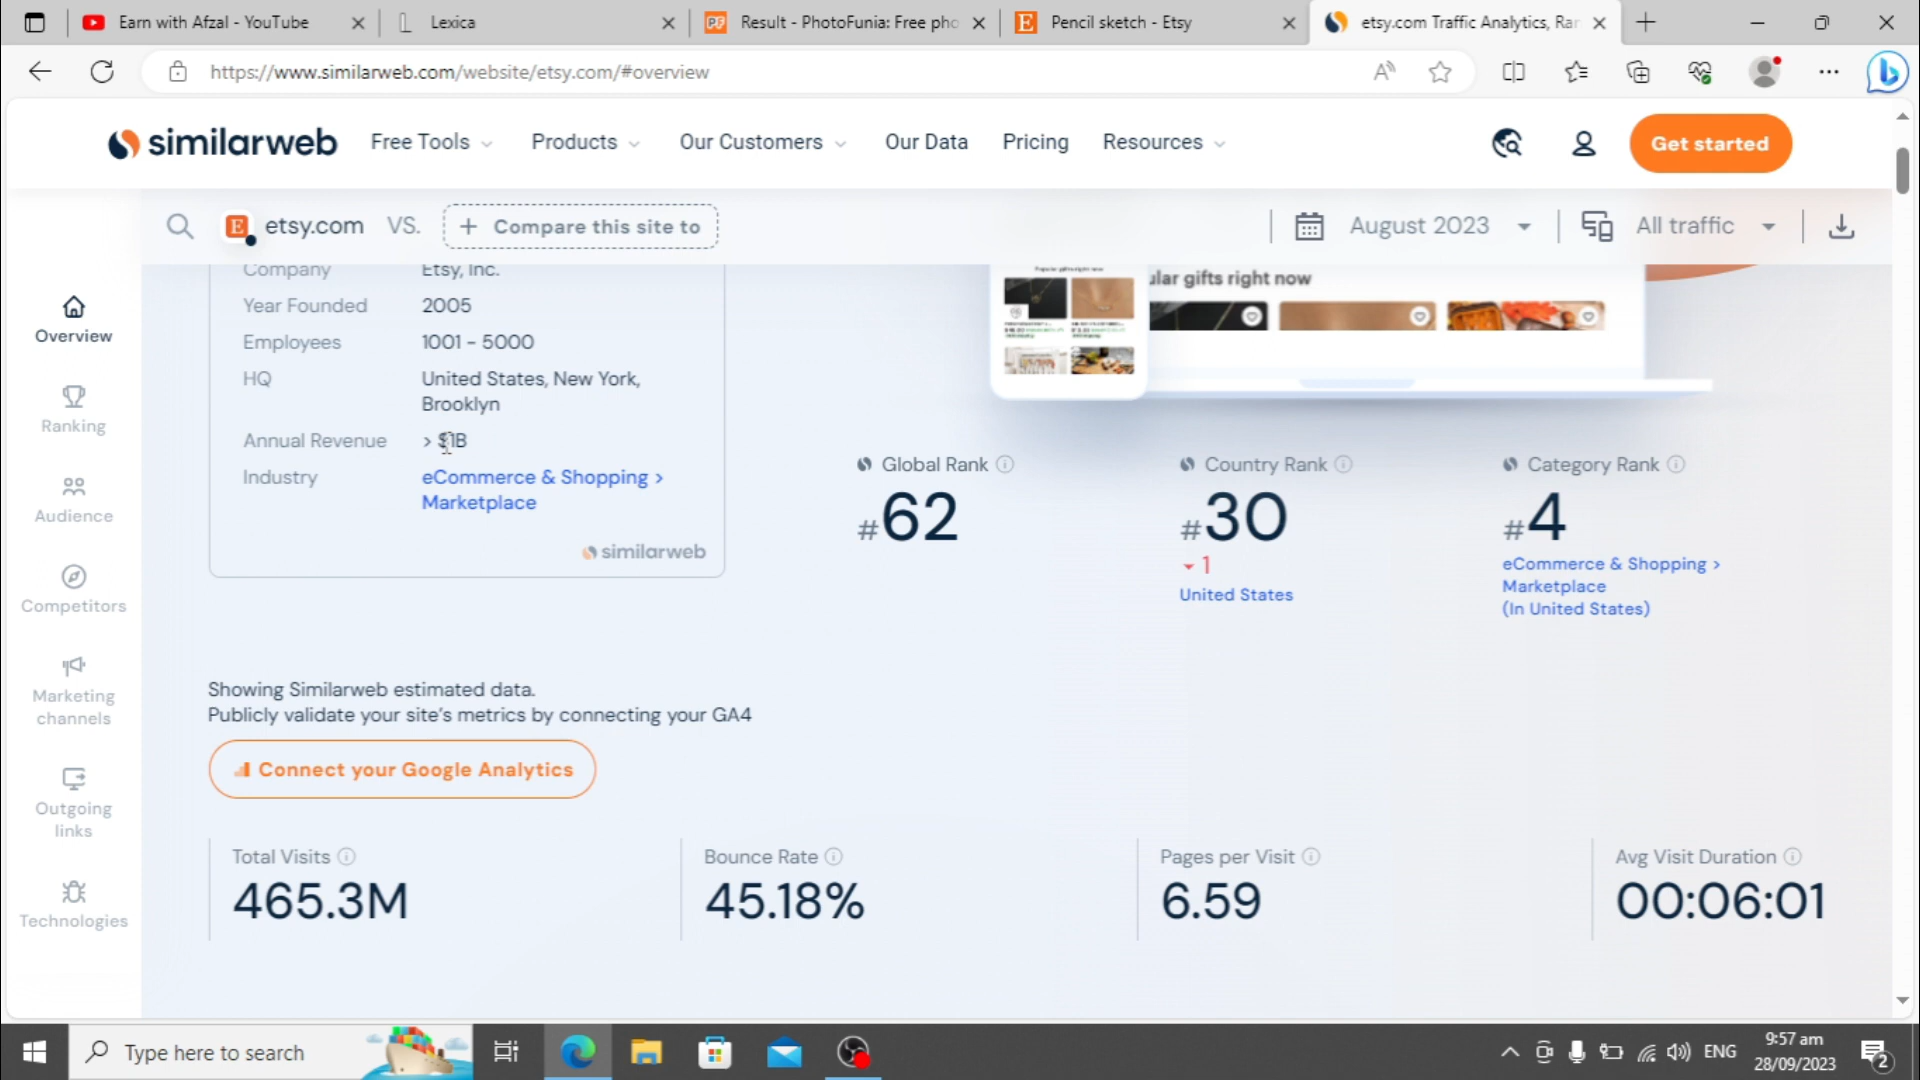 Earn with Afzal - YouTube
Lexica
Result - PhotoFunia: Free pho
Pencil sketch - Etsy
etsy.com Traffic Analytics, Ran
https://www.similarweb.com/website/etsy.com/#overview
similarweb
Free Tools
Products
Our Customers
Our Data
Pricing
Resources
Get started
etsy.com
VS.
+ Compare this site to
August 2023
All traffic
Company Etsy, Inc.
Year Founded 2005
Employees 1001 - 5000
HQ United States, New York,
Brooklyn
Annual Revenue > $1B
Industry eCommerce & Shopping >
Marketplace
similarweb
ular gifts right now
Overview
Ranking
Audience
Competitors
Marketing
channels
Outgoing
links
Technologies
Global Rank
#62
Country Rank
#30
1
United States
Category Rank
#4
eCommerce & Shopping >
Marketplace
(In United States)
Showing Similarweb estimated data.
Publicly validate your site's metrics by connecting your GA4
Connect your Google Analytics
Total Visits
465.3M
Bounce Rate
45.18%
Pages per Visit
6.59
Avg Visit Duration
00:06:01
Type here to search
ENG
9:57 am
28/09/2023
2